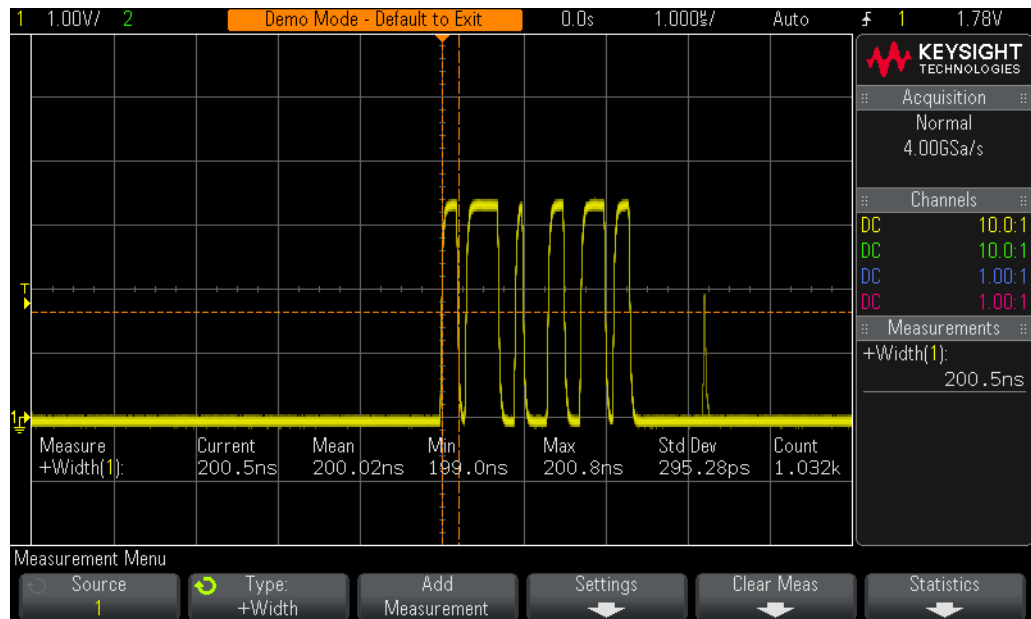 1 1.00V/ 2 Demo Mode - Default to Exit 0.0s 1.000µs/ Auto 1 1.78V
KEYSIGHT
TECHNOLOGIES
Acquisition
Normal
4.00GSa/s
Channels
DC 10.0:1
DC 10.0:1
DC 1.00:1
DC 1.00:1
Measurements
+Width(1):
200.5ns
T
1
Measure Current Mean Min Max Std Dev Count
+Width(1): 200.5ns 200.02ns 199.0ns 200.8ns 295.28ps 1.032k
Measurement Menu
Source Type: Add Settings Clear Meas Statistics
1 +Width Measurement